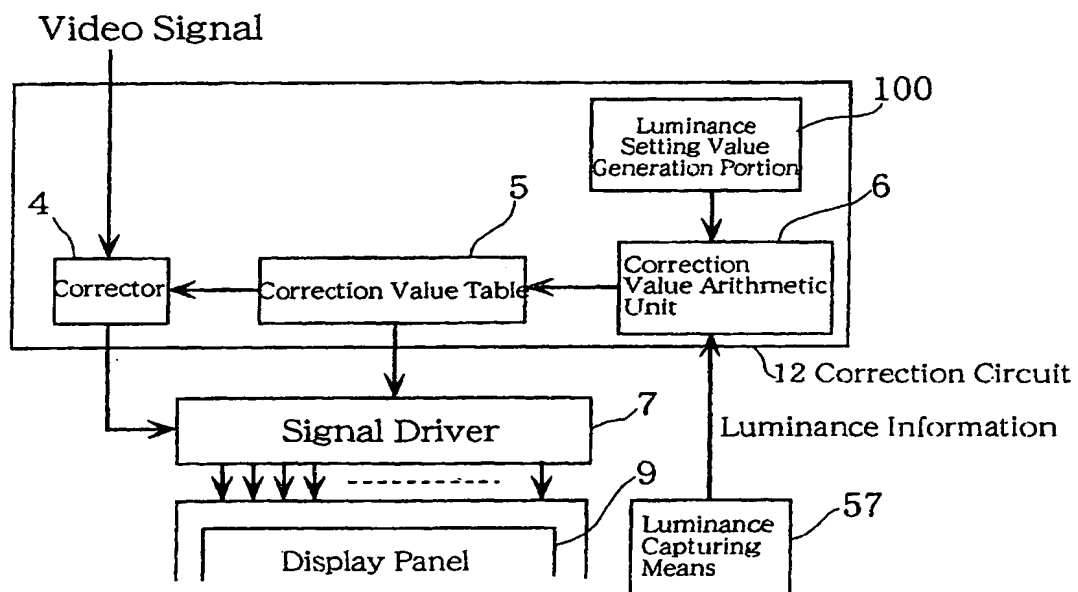 Video Signal
100
Luminance
Setting Value
Generation Portion
4
5
6
Corrector
Correction Value Table
Correction
Value Arithmetic
Unit
12 Correction Circuit
7
Signal Driver
Luminance Information
9
57
Display Panel
Luminance
Capturing
Means